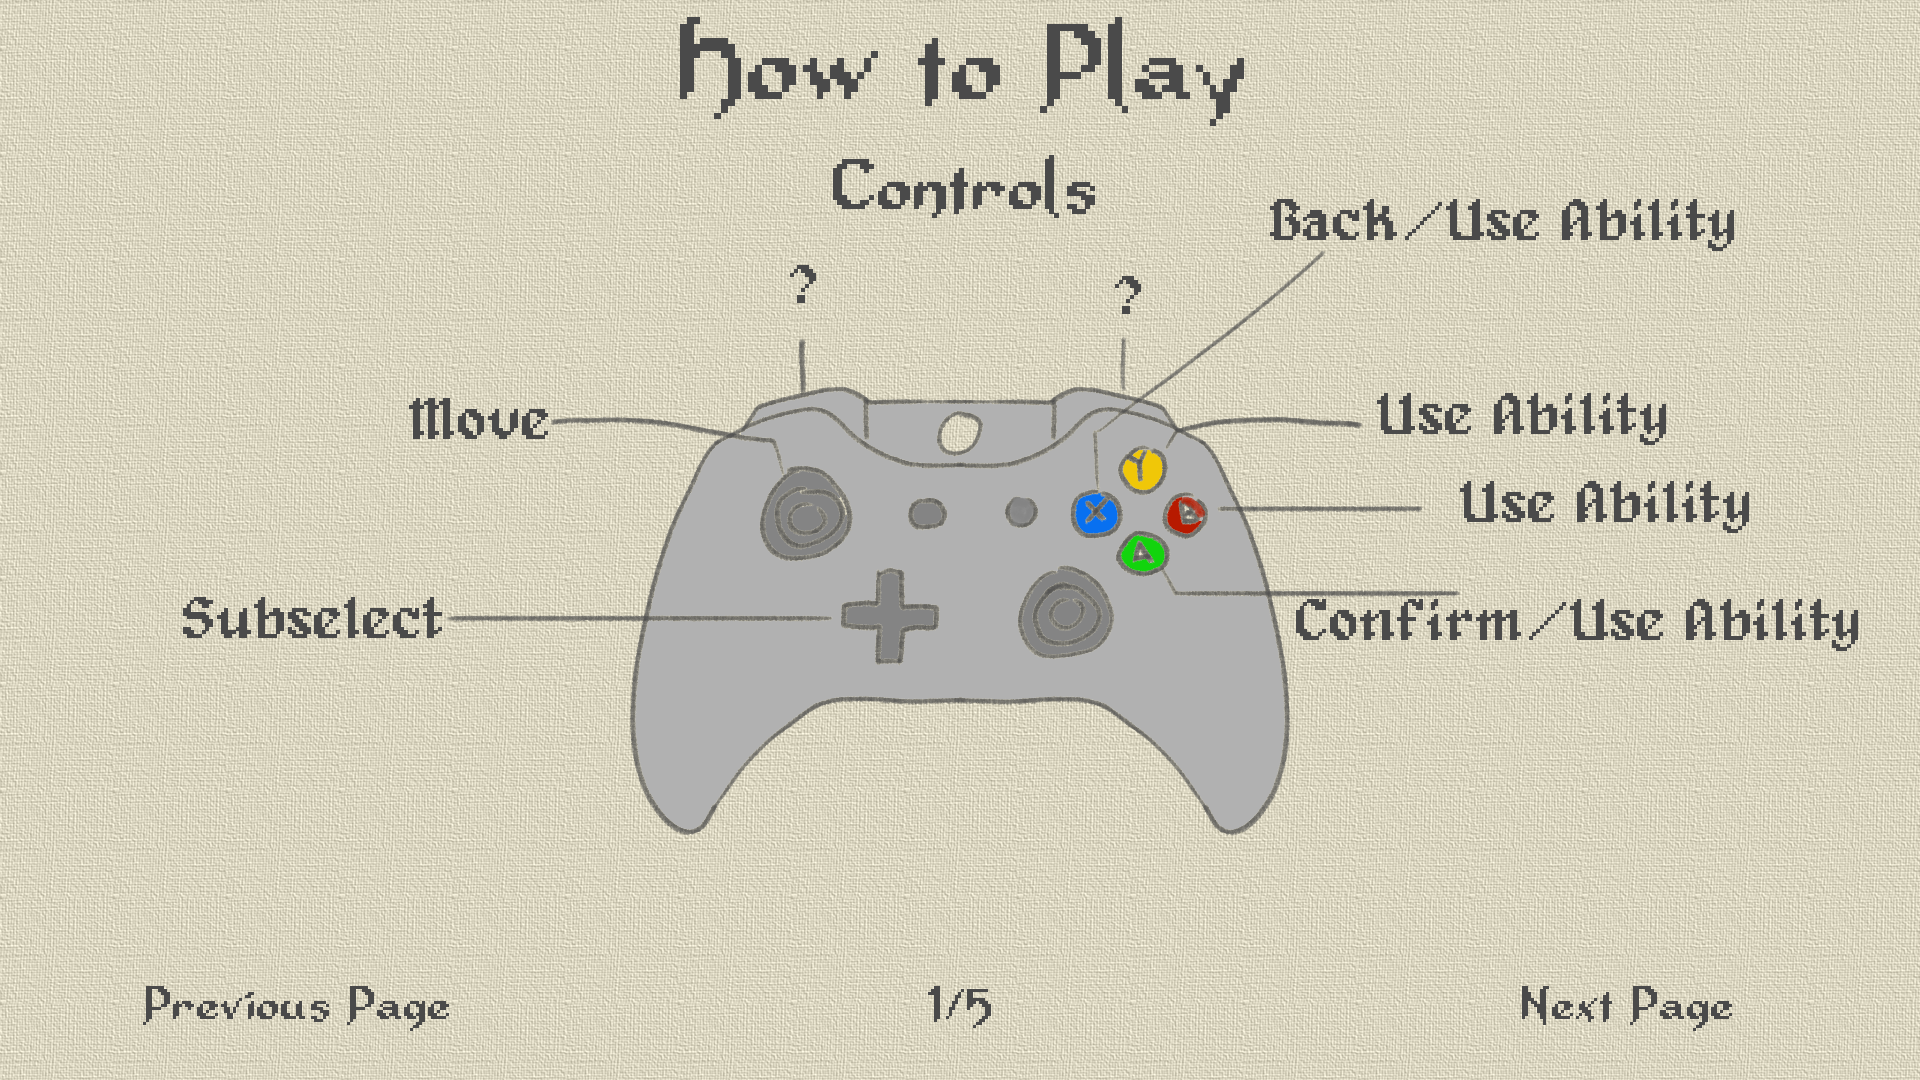 How to Play
Controls
Back/Use Ability
?
?
Move
Use Ability
Y
Use Ability
X
B
A
Subselect
Confirm/Use Ability
Previous Page
1/5
Next Page